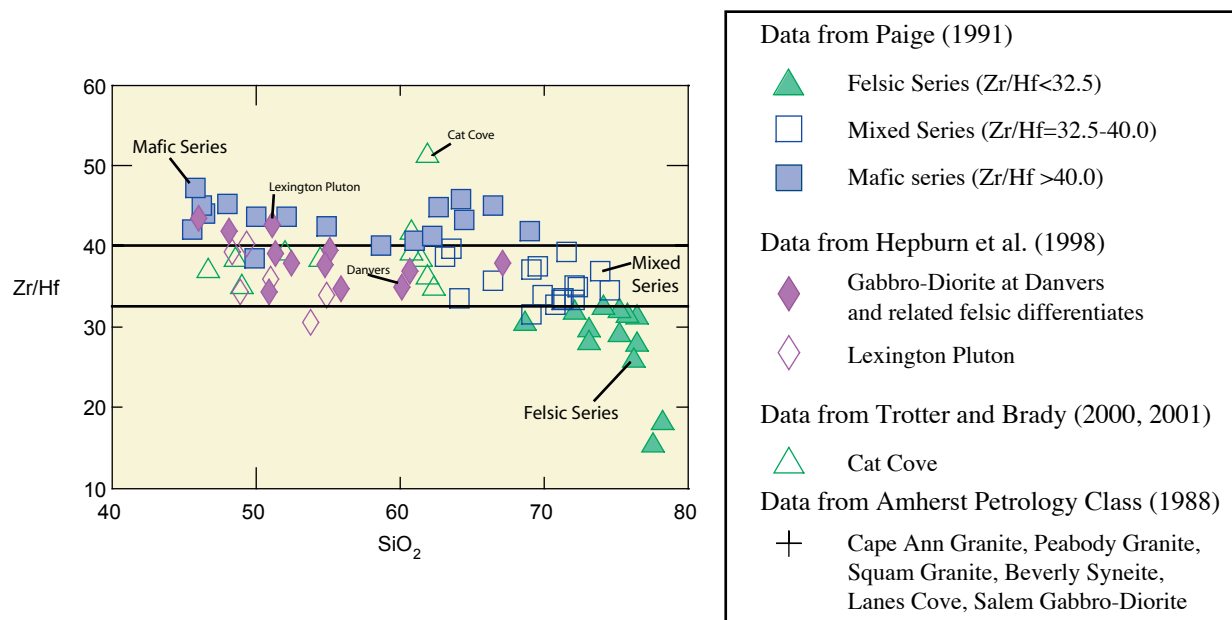 60
50
40
30
20
10
Zr/Hf
40
50
60
70
80
SiO2
Mafic Series
Cat Cove
Lexington Pluton
Danvers
Mixed
Series
Felsic Series
Data from Paige (1991)
Felsic Series (Zr/Hf<32.5)
Mixed Series (Zr/Hf=32.5-40.0)
Mafic series (Zr/Hf >40.0)
Data from Hepburn et al. (1998)
Gabbro-Diorite at Danvers
and related felsic differentiates
Lexington Pluton
Data from Trotter and Brady (2000, 2001)
Cat Cove
Data from Amherst Petrology Class (1988)
Cape Ann Granite, Peabody Granite,
Squam Granite, Beverly Syneite,
Lanes Cove, Salem Gabbro-Diorite